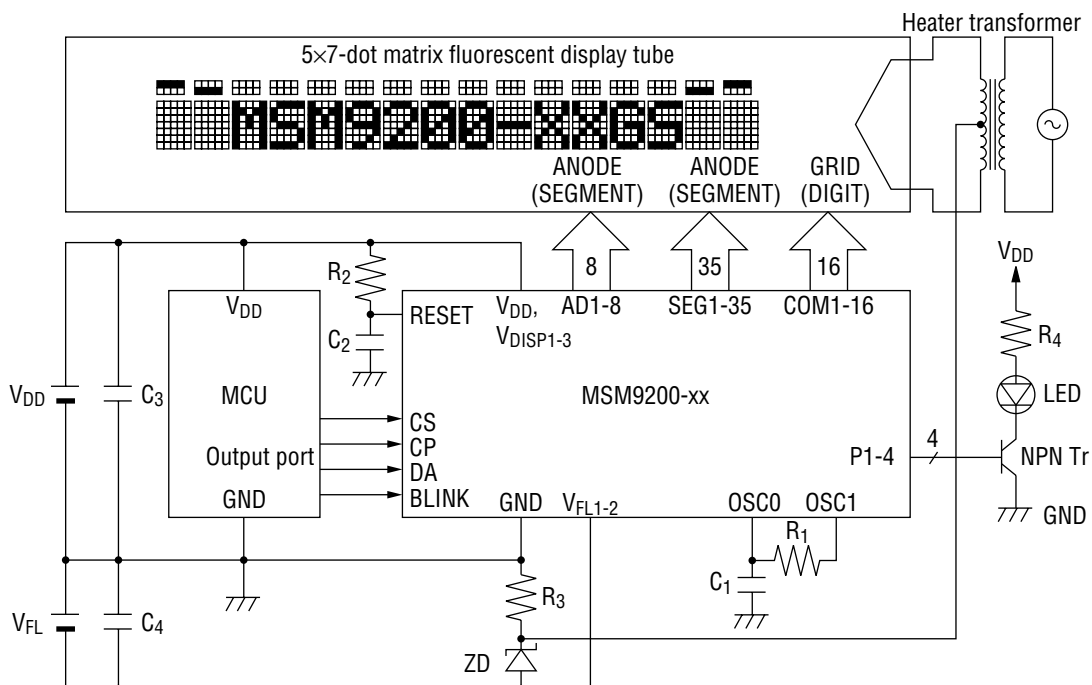 Heater transformer
5×7-dot matrix fluorescent display tube
MSM9200-XXGS
ANODE
(SEGMENT)
ANODE
(SEGMENT)
GRID
(DIGIT)
8
35
16
VDD
R2
VDD
RESET
VDD,
VDISP1-3
AD1-8
SEG1-35
COM1-16
C2
R4
VDD
C3
MCU
MSM9200-xx
LED
CS
CP
DA
BLINK
Output port
P1-4
4
NPN Tr
GND
GND
VFL1-2
OSC0
OSC1
GND
R1
C1
R3
VFL
C4
ZD